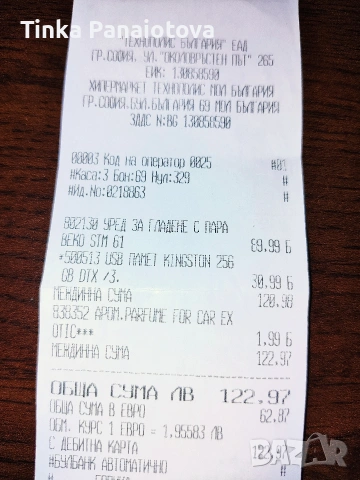 Tinka Panaiotova
"ТЕХНОПОЛИС БЪЛГАРИЯ" ЕАД
ГР.СОФИЯ, УЛ."ОКОЛОВРЪСТЕН ПЪТ" 265
ЕИК: 130858590
ХИПЕРМАРКЕТ ТЕХНОПОЛИС МОЛ БЪЛГАРИЯ
ГР.СОФИЯ.БУЛ.БЪЛГАРИЯ 69 МОЛ БЪЛГАРИЯ
ЗДДС N:BG 130858590
00003 Код на оператор 0025 #01
#Каса:3 Бон:69 Нул:329 #
#Ид.No:0218863 #
802130 УРЕД ЗА ГЛАДЕНЕ С ПАРА
BEKO STM 61 89,99 Б
*500513 USB ПАМЕТ KINGSTON 256
GB DTX /3. 30,99 Б
МЕЖДИННА СУМА 120,98
838352 АРОМ.PARFUME FOR CAR EX
OTIC*** 1,99 Б
МЕЖДИННА СУМА 122,97
ОБЩА СУМА ЛВ 122,97
ОБЩА СУМА В ЕВРО 62,87
ОБМ. КУРС 1 ЕВРО = 1,95583 ЛВ
С ДЕБИТНА КАРТА 122,97
#БУЛБАНК АВТОМАТИЧНО #
BAZAR